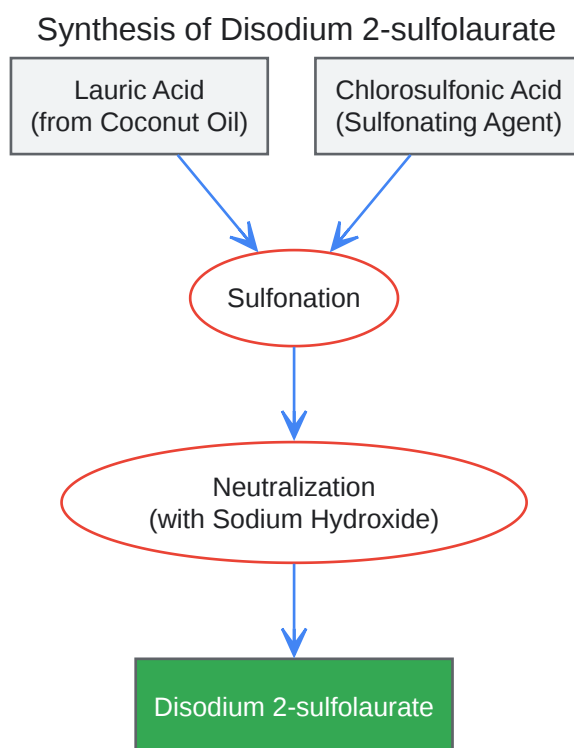 Synthesis of Disodium 2-sulfolaurate
Lauric Acid
(from Coconut Oil)
Chlorosulfonic Acid
(Sulfonating Agent)
Sulfonation
Neutralization
(with Sodium Hydroxide)
Disodium 2-sulfolaurate